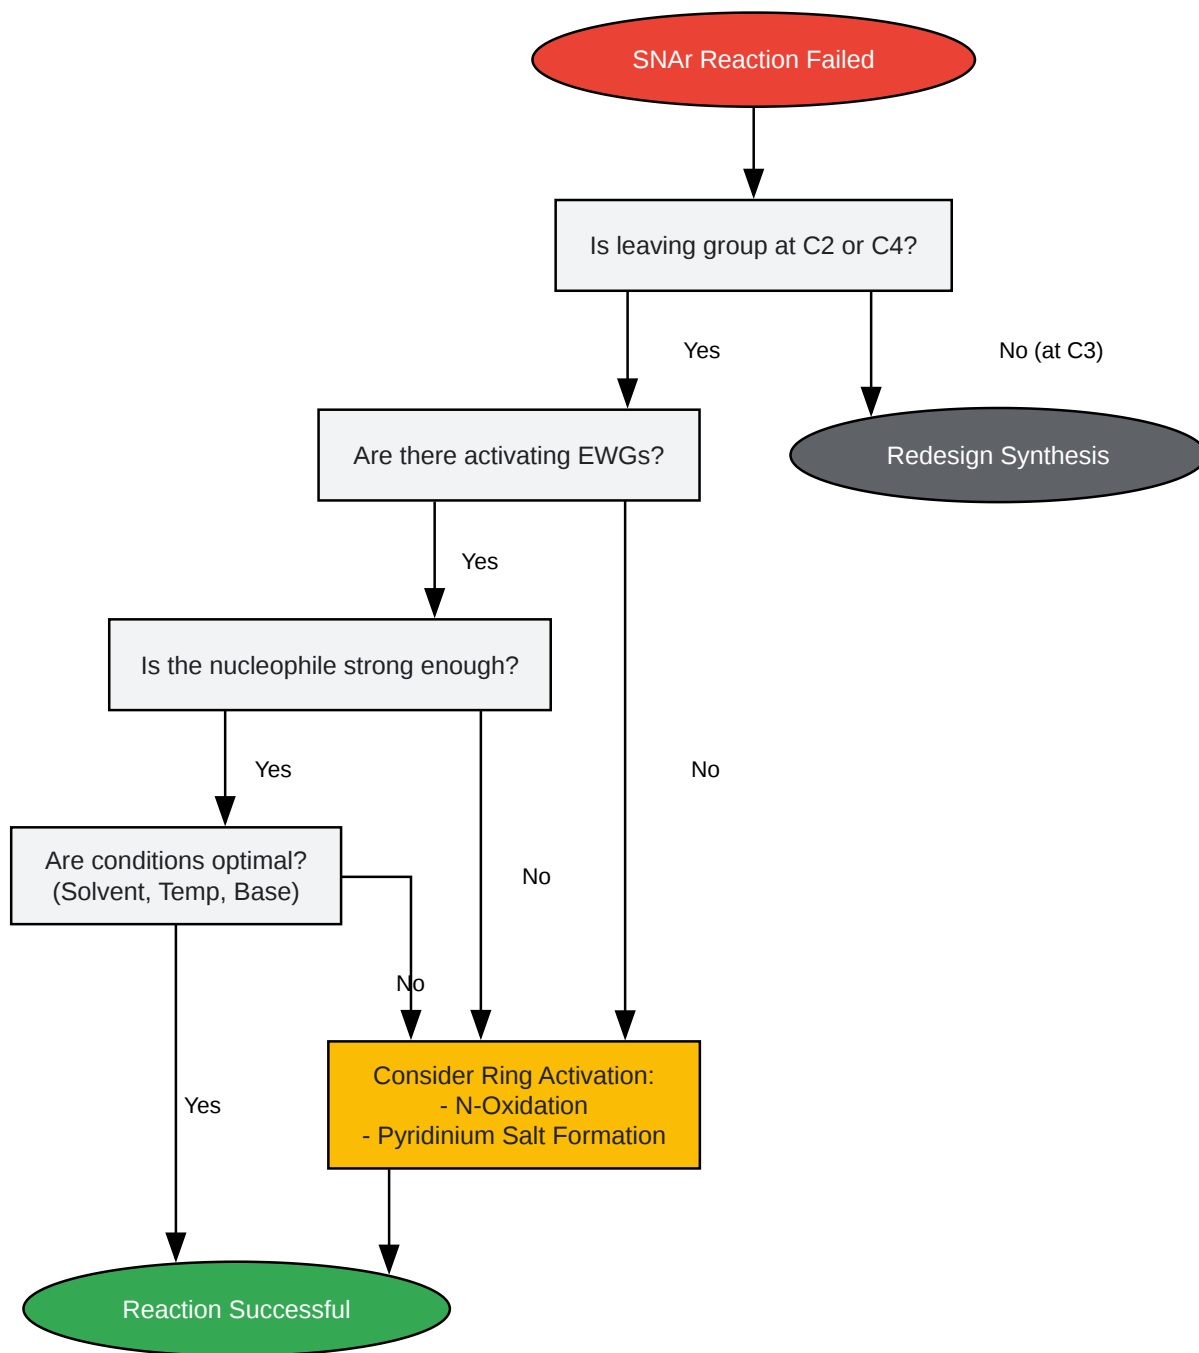 SNAr Reaction Failed
Is leaving group at C2 or C4?
Yes
No (at C3)
Are there activating EWGs?
Redesign Synthesis
Yes
Is the nucleophile strong enough?
Yes
No
Are conditions optimal?
(Solvent, Temp, Base)
No
No
Consider Ring Activation:
- N-Oxidation
- Pyridinium Salt Formation
Yes
Reaction Successful